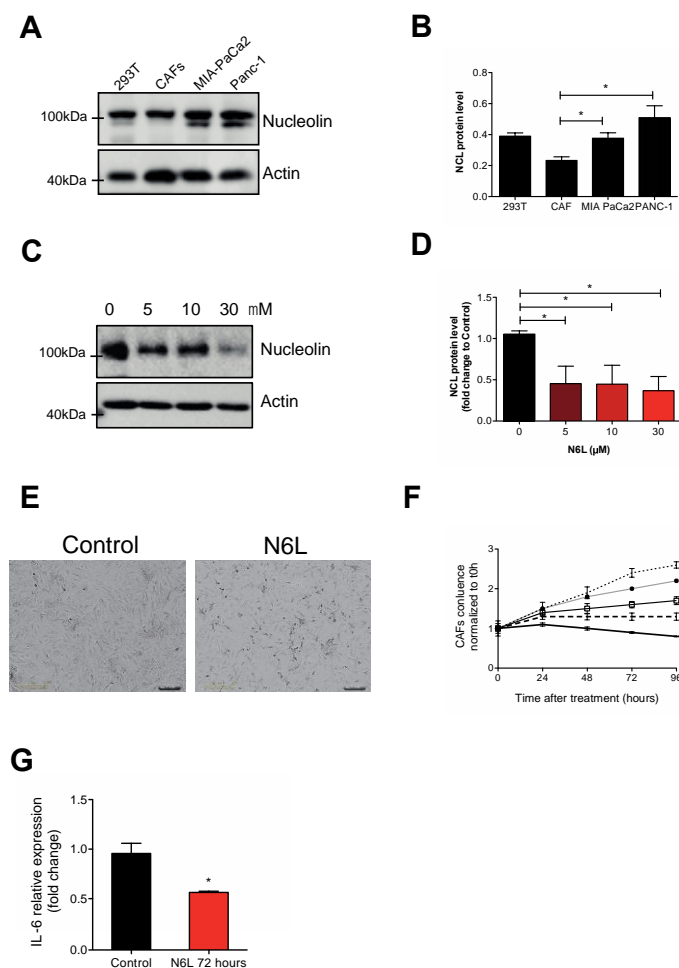 A
293T
CAFs
MIA-PaCa2
Panc-1
100kDa
Nucleolin
40kDa
Actin
B
NCL protein level
0.8
0.6
0.4
0.2
0.0
*
*
293T CAF MIA PaCa2PANC-1
C
0 5 10 30 mM
100kDa
Nucleolin
40kDa
Actin
D
NCL protein level
(fold change to Control)
1.5
1.0
0.5
0.0
*
*
*
0 5 10 30
N6L (µM)
E
Control N6L
F
CAFs contuence
normalized to t0h
3
2
1
0
0 24 48 72 96
Time after treatment (hours)
G
IL-6 relative expression
(fold change)
1.5
1.0
0.5
0.0
*
Control N6L 72 hours